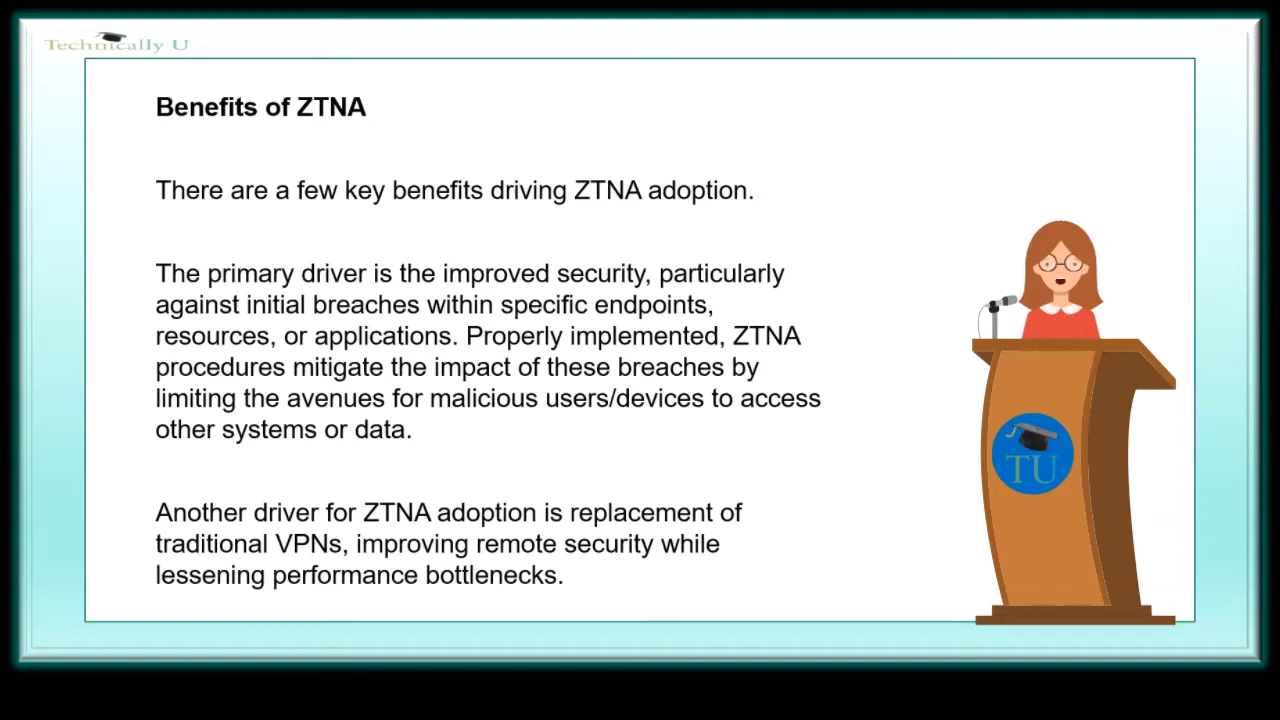 Technically U
Benefits of ZTNA
There are a few key benefits driving ZTNA adoption.
The primary driver is the improved security, particularly
against initial breaches within specific endpoints,
resources, or applications. Properly implemented, ZTNA
procedures mitigate the impact of these breaches by
limiting the avenues for malicious users/devices to access
other systems or data.
Another driver for ZTNA adoption is replacement of
traditional VPNs, improving remote security while
lessening performance bottlenecks.
TU